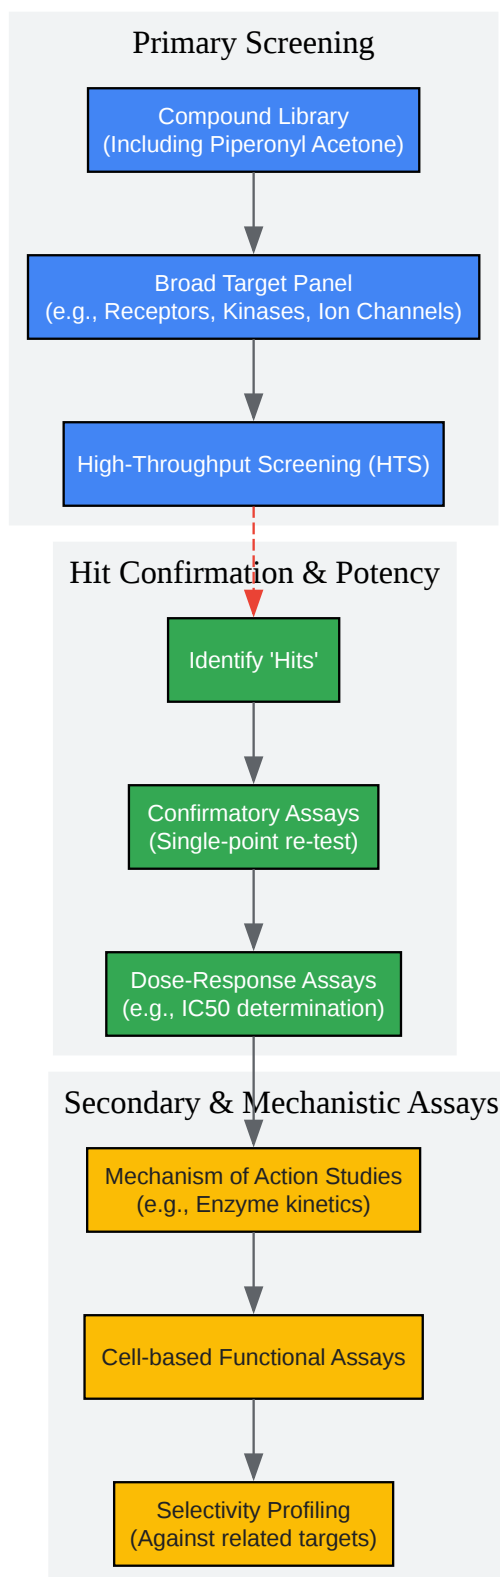 Primary Screening
Compound Library
(Including Piperonyl Acetone)
Broad Target Panel
(e.g., Receptors, Kinases, Ion Channels)
High-Throughput Screening (HTS)
Hit Confirmation & Potency
Identify 'Hits'
Confirmatory Assays
(Single-point re-test)
Dose-Response Assays
(e.g., IC50 determination)
Secondary & Mechanistic Assays
Mechanism of Action Studies
(e.g., Enzyme kinetics)
Cell-based Functional Assays
Selectivity Profiling
(Against related targets)